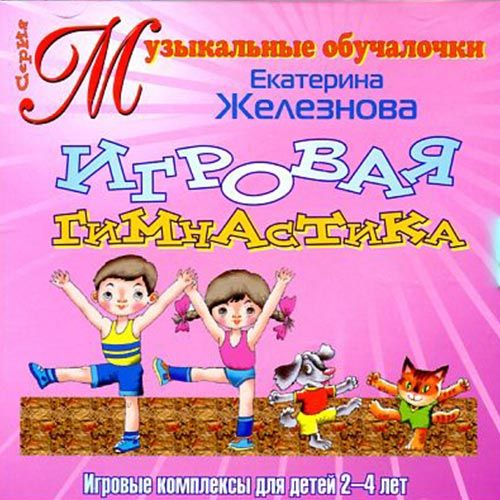 Серия
Музыкальные обучалочки
Екатерина
Железнова
ИГРОВАЯ
ГИМНАСТИКА
Игровые комплексы для детей 2-4 лет